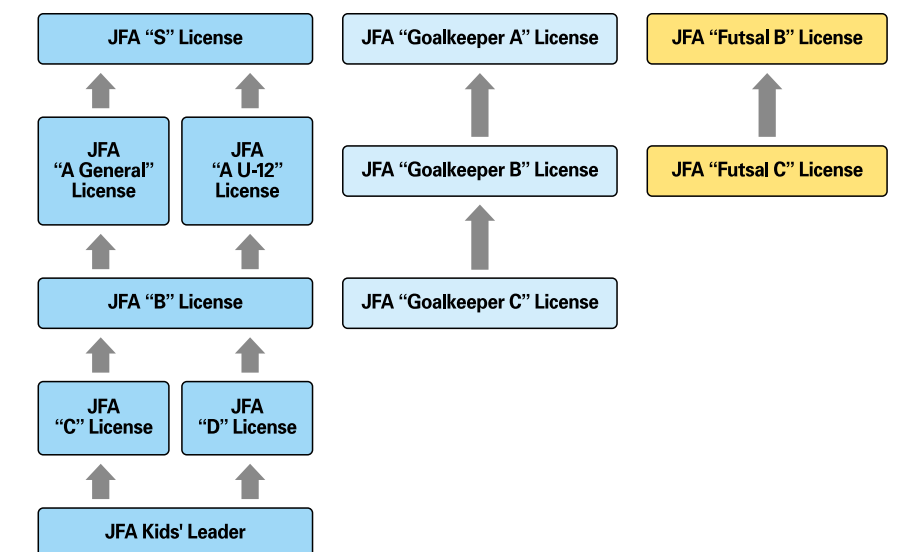 JFA “S” License
JFA “Goalkeeper A” License
JFA “Futsal B” License
JFA
“A General”
License
JFA
“A U-12”
License
JFA “Goalkeeper B” License
JFA “Futsal C” License
JFA “B” License
JFA “Goalkeeper C” License
JFA
“C” License
JFA
“D” License
JFA Kids' Leader